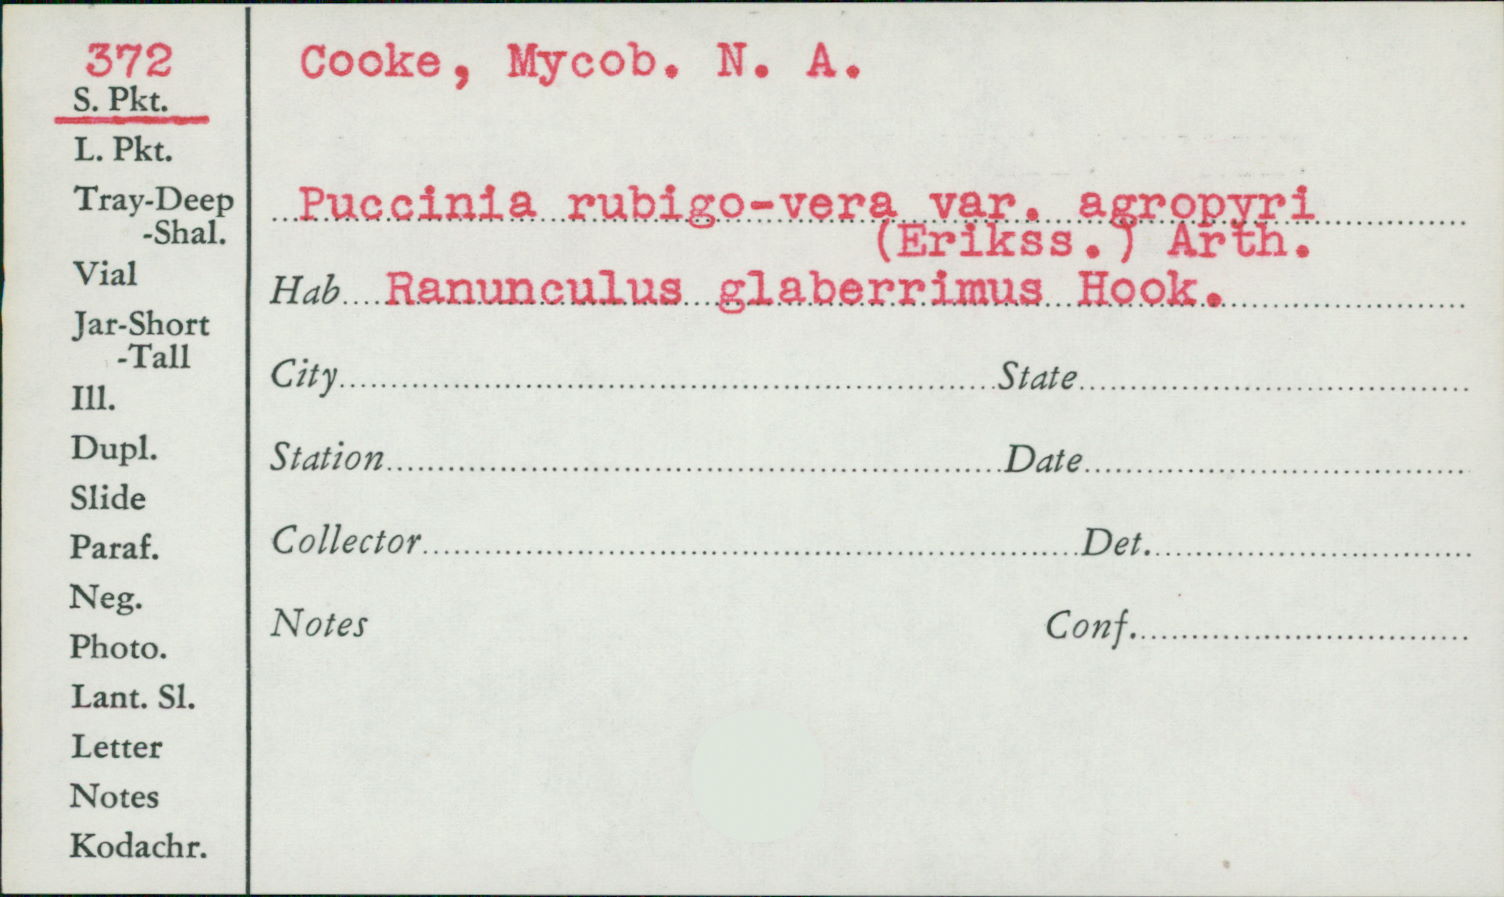 372
S. Pkt.
L. Pkt.
Tray-Deep
-Shal.
Vial
Jar-Short
-Tall
Ill.
Dupl.
Slide
Paraf.
Neg.
Photo.
Lant. Sl.
Letter
Notes
Kodachr.
Cooke, Mycob. N. A.
Puccinia rubigo-vera var. agropyri
(Erikss.) Arth.
Hab Ranunculus glaberrimus Hook.
City State
Station Date
Collector Det.
Notes Conf.